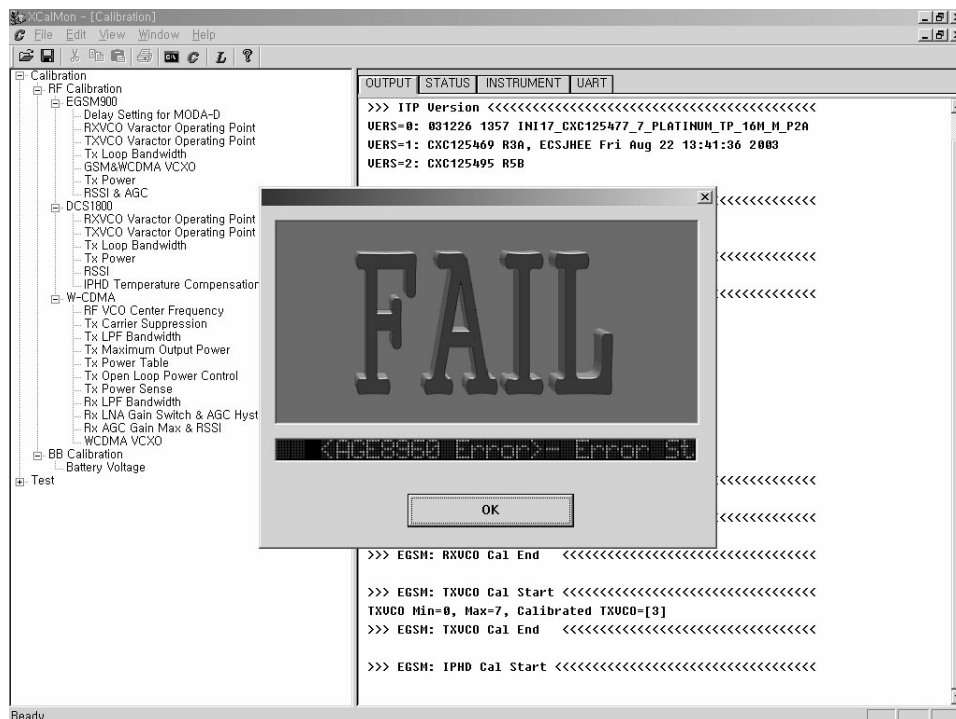 XCalMon - [Calibration]
File Edit View Window Help
Calibration
RF Calibration
EGSM900
Delay Setting for MODA-D
RXVCO Varactor Operating Point
TXVCO Varactor Operating Point
Tx Loop Bandwidth
GSM&WCDMA VCXO
Tx Power
RSSI & AGC
DCS1800
RXVCO Varactor Operating Point
TXVCO Varactor Operating Point
Tx Loop Bandwidth
Tx Power
RSSI
IPHD Temperature Compensation
W-CDMA
RF VCO Center Frequency
Tx Carrier Suppression
Tx LPF Bandwidth
Tx Maximum Output Power
Tx Power Table
Tx Open Loop Power Control
Tx Power Sense
Rx LPF Bandwidth
Rx LNA Gain Switch & AGC Hyst
Rx AGC Gain Max & RSSI
WCDMA VCXO
BB Calibration
Battery Voltage
Test
OUTPUT STATUS INSTRUMENT UART
>>> ITP Version <<<<<<<<<<<<<<<<<<<<<<<<<<<<<<<<<<<<<<<<<<<<
VERS=0: 031226 1357 INI17_CXC125477_7_PLATINUM_TP_16M_M_P2A
VERS=1: CXC125469 R3A, ECSJHEE Fri Aug 22 13:41:36 2003
VERS=2: CXC125495 R5B
<<<<<<<<<<<<<
<<<<<<<<<<<<<
<<<<<<<<<<<<<
FAIL
<AGE8960 Error>- Error St
OK
<<<<<<<<<<<<<
<<<<<<<<<<<<<
>>> EGSM: RXVCO Cal End <<<<<<<<<<<<<<<<<<<<<<<<<<<<<<<<<<
>>> EGSM: TXVCO Cal Start <<<<<<<<<<<<<<<<<<<<<<<<<<<<<<<<<<<
TXVCO Min=0, Max=7, Calibrated TXVCO=[3]
>>> EGSM: TXVCO Cal End <<<<<<<<<<<<<<<<<<<<<<<<<<<<<<<<<<
>>> EGSM: IPHD Cal Start <<<<<<<<<<<<<<<<<<<<<<<<<<<<<<<<<<<
Ready